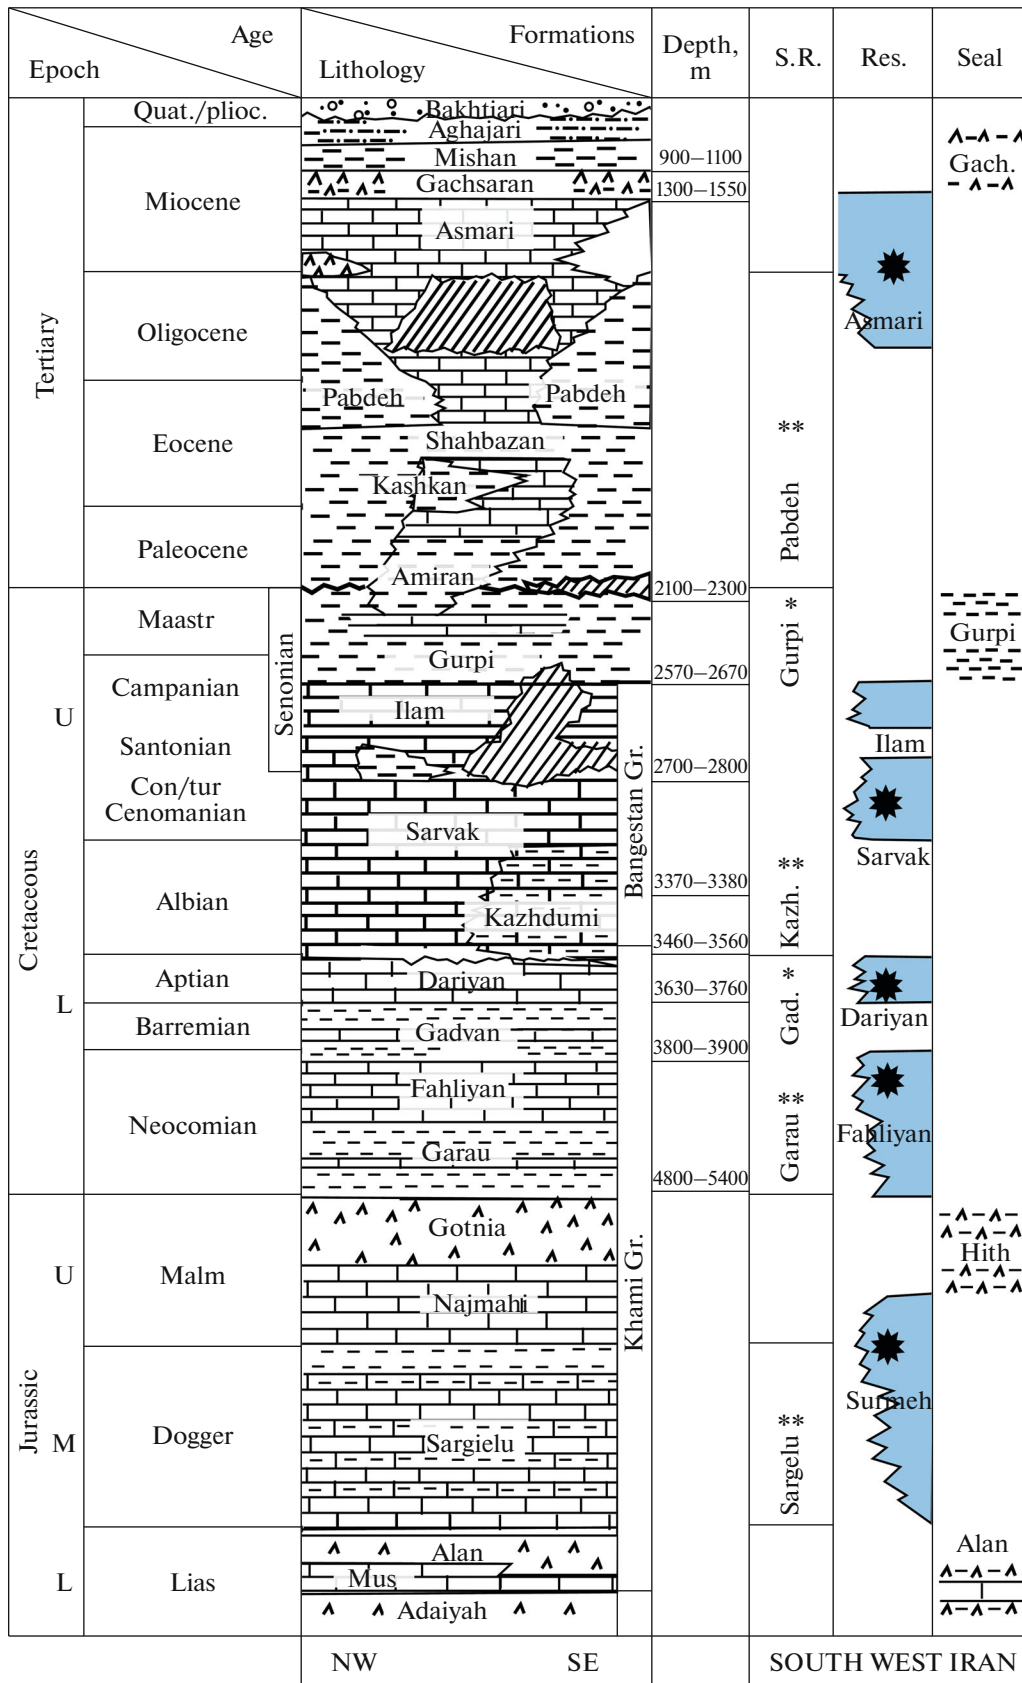 Age
Epoch
Formations
Lithology
Depth,
m
S.R.
Res.
Seal
Quat./plioc.
Miocene
Oligocene
Eocene
Paleocene
Tertiary
Maastr
Campanian
Santonian
Con/tur
Cenomanian
Senonian
Albian
Aptian
Barremian
Neocomian
U
L
Cretaceous
Malm
Dogger
Lias
U
M
L
Jurassic
Bakhtiari
Aghajari
Mishan
Gachsaran
Asmari
Pabdeh
Pabdeh
Shahbazan
Kashkan
Amiran
Gurpi
Ilam
Sarvak
Kazhdumi
Dariyan
Gadvan
Fahliyan
Garau
Gotnia
Najmahi
Sargielu
Alan
Mus
Adaiyah
Bangestan Gr.
Khami Gr.
900–1100
1300–1550
2100–2300
2570–2670
2700–2800
3370–3380
3460–3560
3630–3760
3800–3900
4800–5400
Pabdeh **
Gurpi *
Kazh. **
Gad. *
Garau **
Sargelu **
Asmari
Ilam
Sarvak
Dariyan
Fahliyan
Surmeh
Gach.
Gurpi
Hith
Alan
NW
SE
SOUTH WEST IRAN